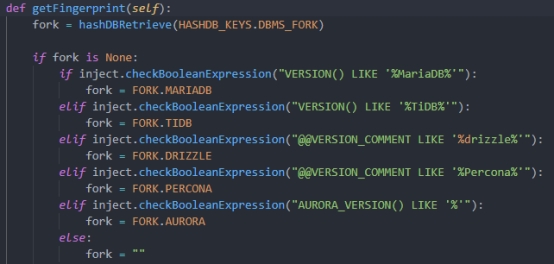 def getFingerprint(self):
    fork = hashDBRetrieve(HASHDB_KEYS.DBMS_FORK)

    if fork is None:
        if inject.checkBooleanExpression("VERSION() LIKE '%MariaDB%'"):
            fork = FORK.MARIADB
        elif inject.checkBooleanExpression("VERSION() LIKE '%TiDB%'"):
            fork = FORK.TIDB
        elif inject.checkBooleanExpression("@@VERSION_COMMENT LIKE '%drizzle%'"):
            fork = FORK.DRIZZLE
        elif inject.checkBooleanExpression("@@VERSION_COMMENT LIKE '%Percona%'"):
            fork = FORK.PERCONA
        elif inject.checkBooleanExpression("AURORA_VERSION() LIKE '%'"):
            fork = FORK.AURORA
        else:
            fork = ""